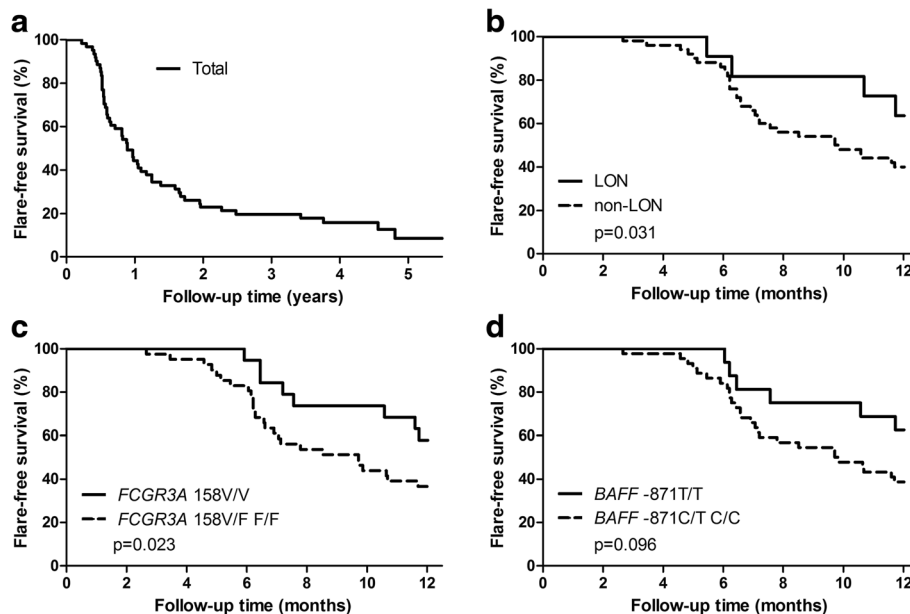 a
100
80
60
40
20
0
Flare-free survival (%)
Total
0 1 2 3 4 5
Follow-up time (years)
b
100
80
60
40
20
0
Flare-free survival (%)
LON
non-LON
p=0.031
0 2 4 6 8 10 12
Follow-up time (months)
c
100
80
60
40
20
0
Flare-free survival (%)
FCGR3A 158V/V
FCGR3A 158V/F F/F
p=0.023
0 2 4 6 8 10 12
Follow-up time (months)
d
100
80
60
40
20
0
Flare-free survival (%)
BAFF -871T/T
BAFF -871C/T C/C
p=0.096
0 2 4 6 8 10 12
Follow-up time (months)